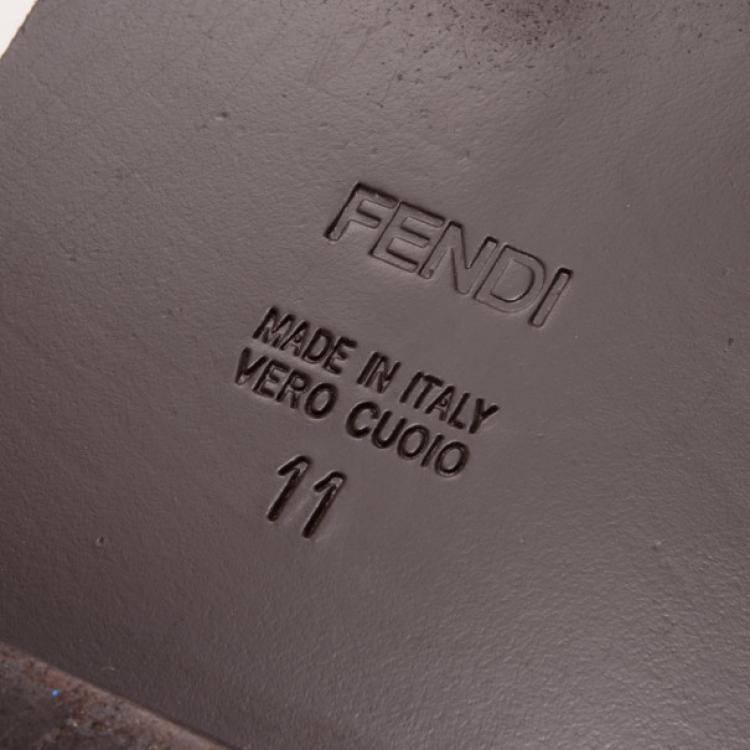 FENDI
MADE IN ITALY
VERO CUOIO
11